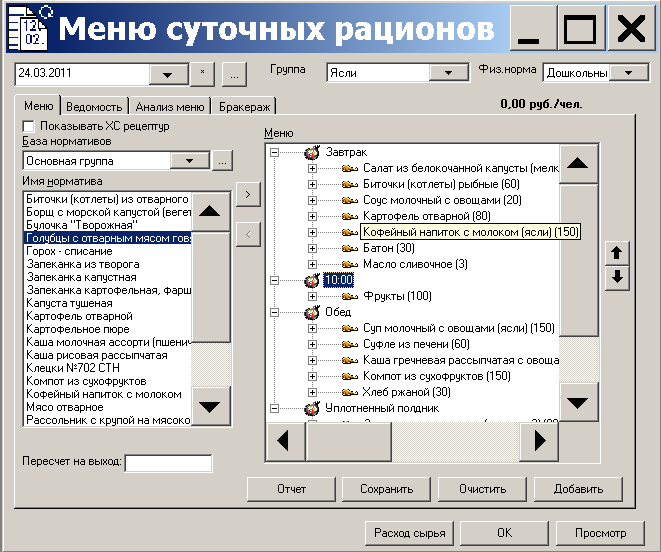 Меню суточных рационов
24.03.2011
*
...
Группа
Ясли
Физ.норма
Дошкольны
Меню
Ведомость
Анализ меню
Бракераж
0,00 руб./чел.
Показывать ХС рецептур
База нормативов
Основная группа
...
Имя норматива
Биточки (котлеты) из отварного
Борщ с морской капустой (вегет
Булочка "Творожная"
Голубцы с отварным мясом говя
Горох - списание
Запеканка из творога
Запеканка капустная
Запеканка картофельная, фарш
Капуста тушеная
Картофель отварной
Картофельное пюре
Каша молочная ассорти (пшенич
Каша рисовая рассыпчатая
Клецки №702 СТН
Компот из сухофруктов
Кофейный напиток с молоком
Мясо отварное
Рассольник с крупой на мясоко
>
<
Пересчет на выход:
Меню
Завтрак
Салат из белокочанной капусты (мелк
Биточки (котлеты) рыбные (60)
Соус молочный с овощами (20)
Картофель отварной (80)
Кофейный напиток с молоком (ясли) (150)
Батон (30)
Масло сливочное (3)
10:00
Фрукты (100)
Обед
Суп молочный с овощами (ясли) (150)
Суфле из печени (60)
Каша гречневая рассыпчатая с овоща
Компот из сухофруктов (150)
Хлеб ржаной (30)
Уплотненный полдник
Отчет
Сохранить
Очистить
Добавить
Расход сырья
OK
Просмотр